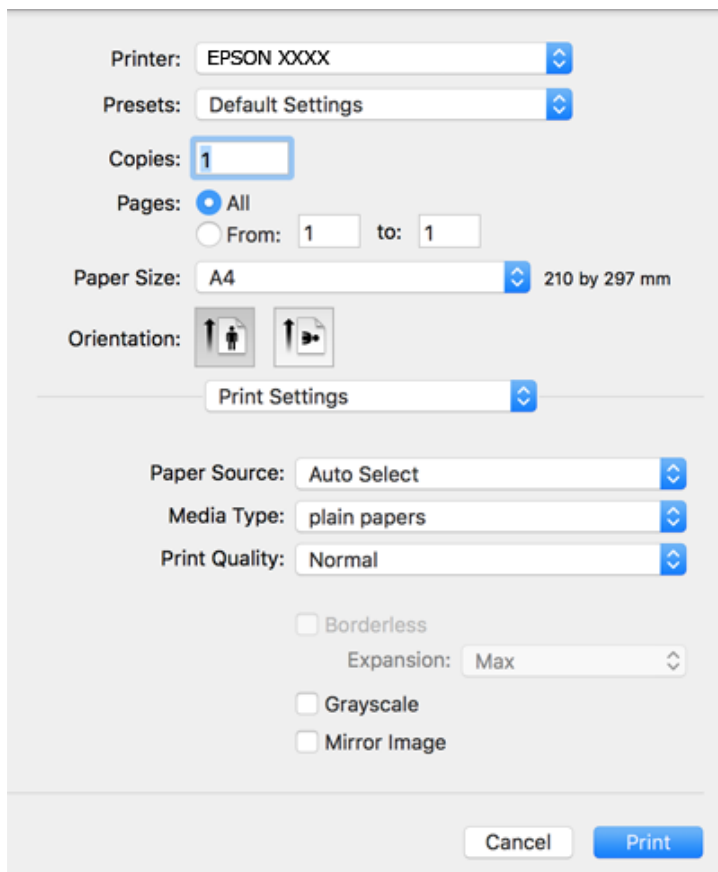 Printer: EPSON XXXX
Presets: Default Settings
Copies: 1
Pages: All
From: 1 to: 1
Paper Size: A4 210 by 297 mm
Orientation:
Print Settings
Paper Source: Auto Select
Media Type: plain papers
Print Quality: Normal
Borderless
Expansion: Max
Grayscale
Mirror Image
Cancel Print